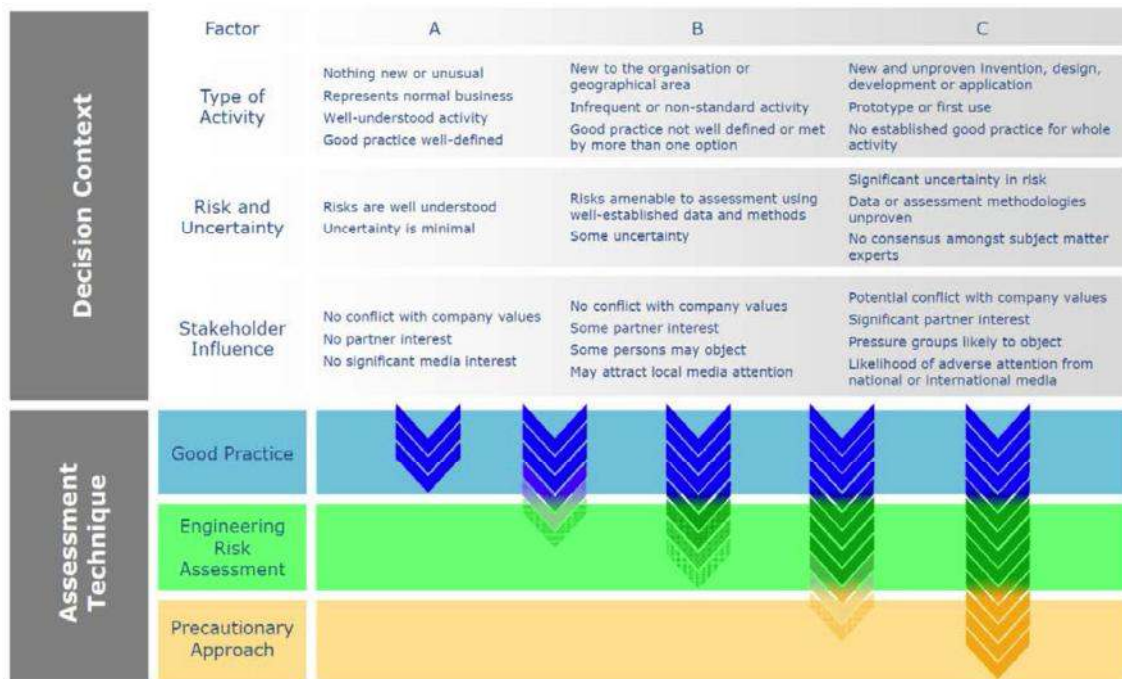 Decision Context
Factor
A
B
C
Type of
Activity
Nothing new or unusual
Represents normal business
Well-understood activity
Good practice well-defined
New to the organisation or
geographical area
Infrequent or non-standard activity
Good practice not well defined or met
by more than one option
New and unproven invention, design,
development or application
Prototype or first use
No established good practice for whole
activity
Risk and
Uncertainty
Risks are well understood
Uncertainty is minimal
Risks amenable to assessment using
well-established data and methods
Some uncertainty
Significant uncertainty in risk
Data or assessment methodologies
unproven
No consensus amongst subject matter
experts
Stakeholder
Influence
No conflict with company values
No partner interest
No significant media interest
No conflict with company values
Some partner interest
Some persons may object
May attract local media attention
Potential conflict with company values
Significant partner interest
Pressure groups likely to object
Likelihood of adverse attention from
national or international media
Assessment
Technique
Good Practice
Engineering
Risk
Assessment
Precautionary
Approach